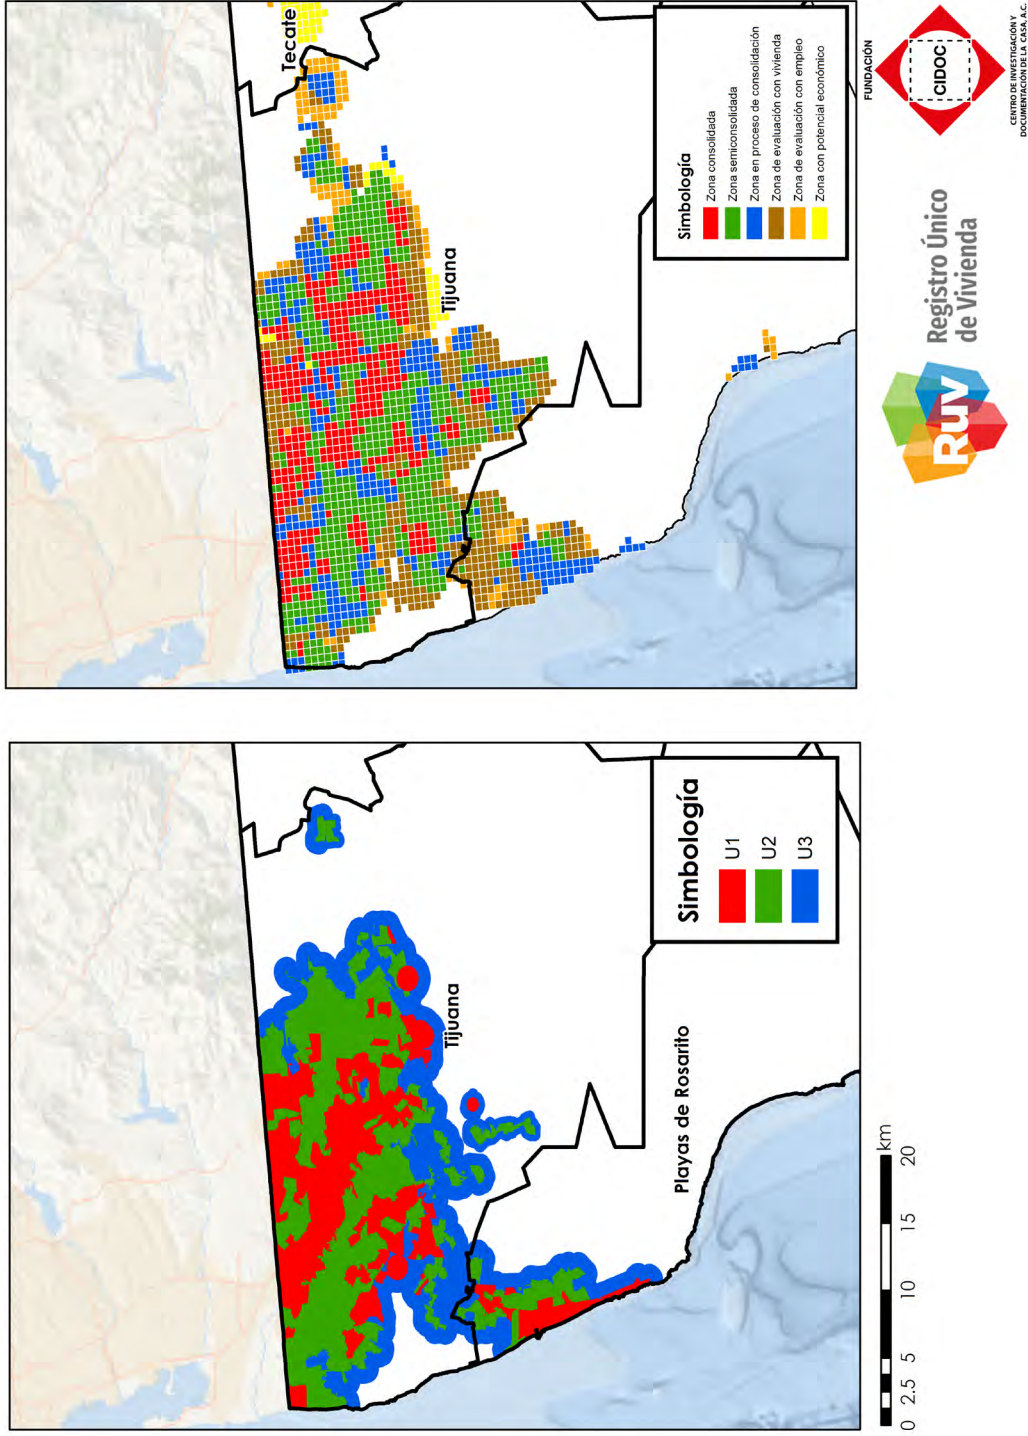 Tijuana
Playas de Rosarito
Simbología
U1
U2
U3
0 2.5 5 10 15 20
km
Tecate
Tijuana
Simbología
Zona consolidada
Zona semiconsolidada
Zona en proceso de consolidación
Zona de evaluación con vivienda
Zona de evaluación con empleo
Zona con potencial económico
Ruv
Registro Único
de Vivienda
FUNDACIÓN
CIDOC
CENTRO DE INVESTIGACIÓN Y
DOCUMENTACIÓN DE LA CASA, A.C.